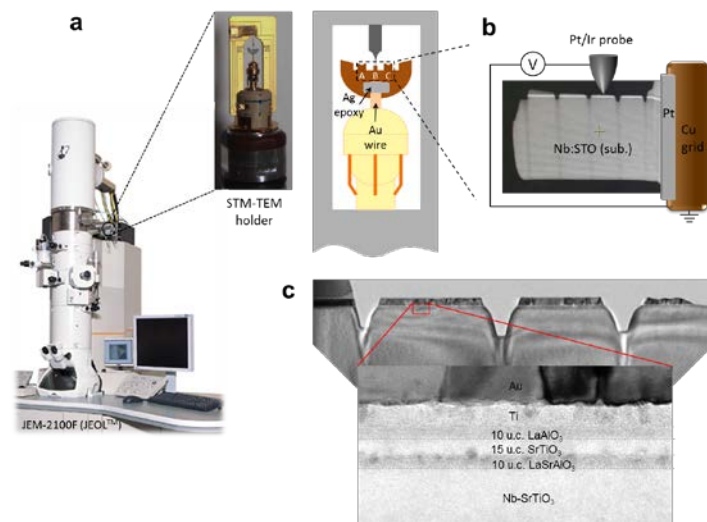 a
STM-TEM
holder
JEM-2100F (JEOL™)
A B C
Ag
epoxy
Au
wire
b
Pt/Ir probe
V
Pt
Cu
grid
Nb:STO (sub.)
c
Au
Ti
10 u.c. LaAlO₃
15 u.c. SrTiO₃
10 u.c. LaSrAlO₃
Nb-SrTiO₃